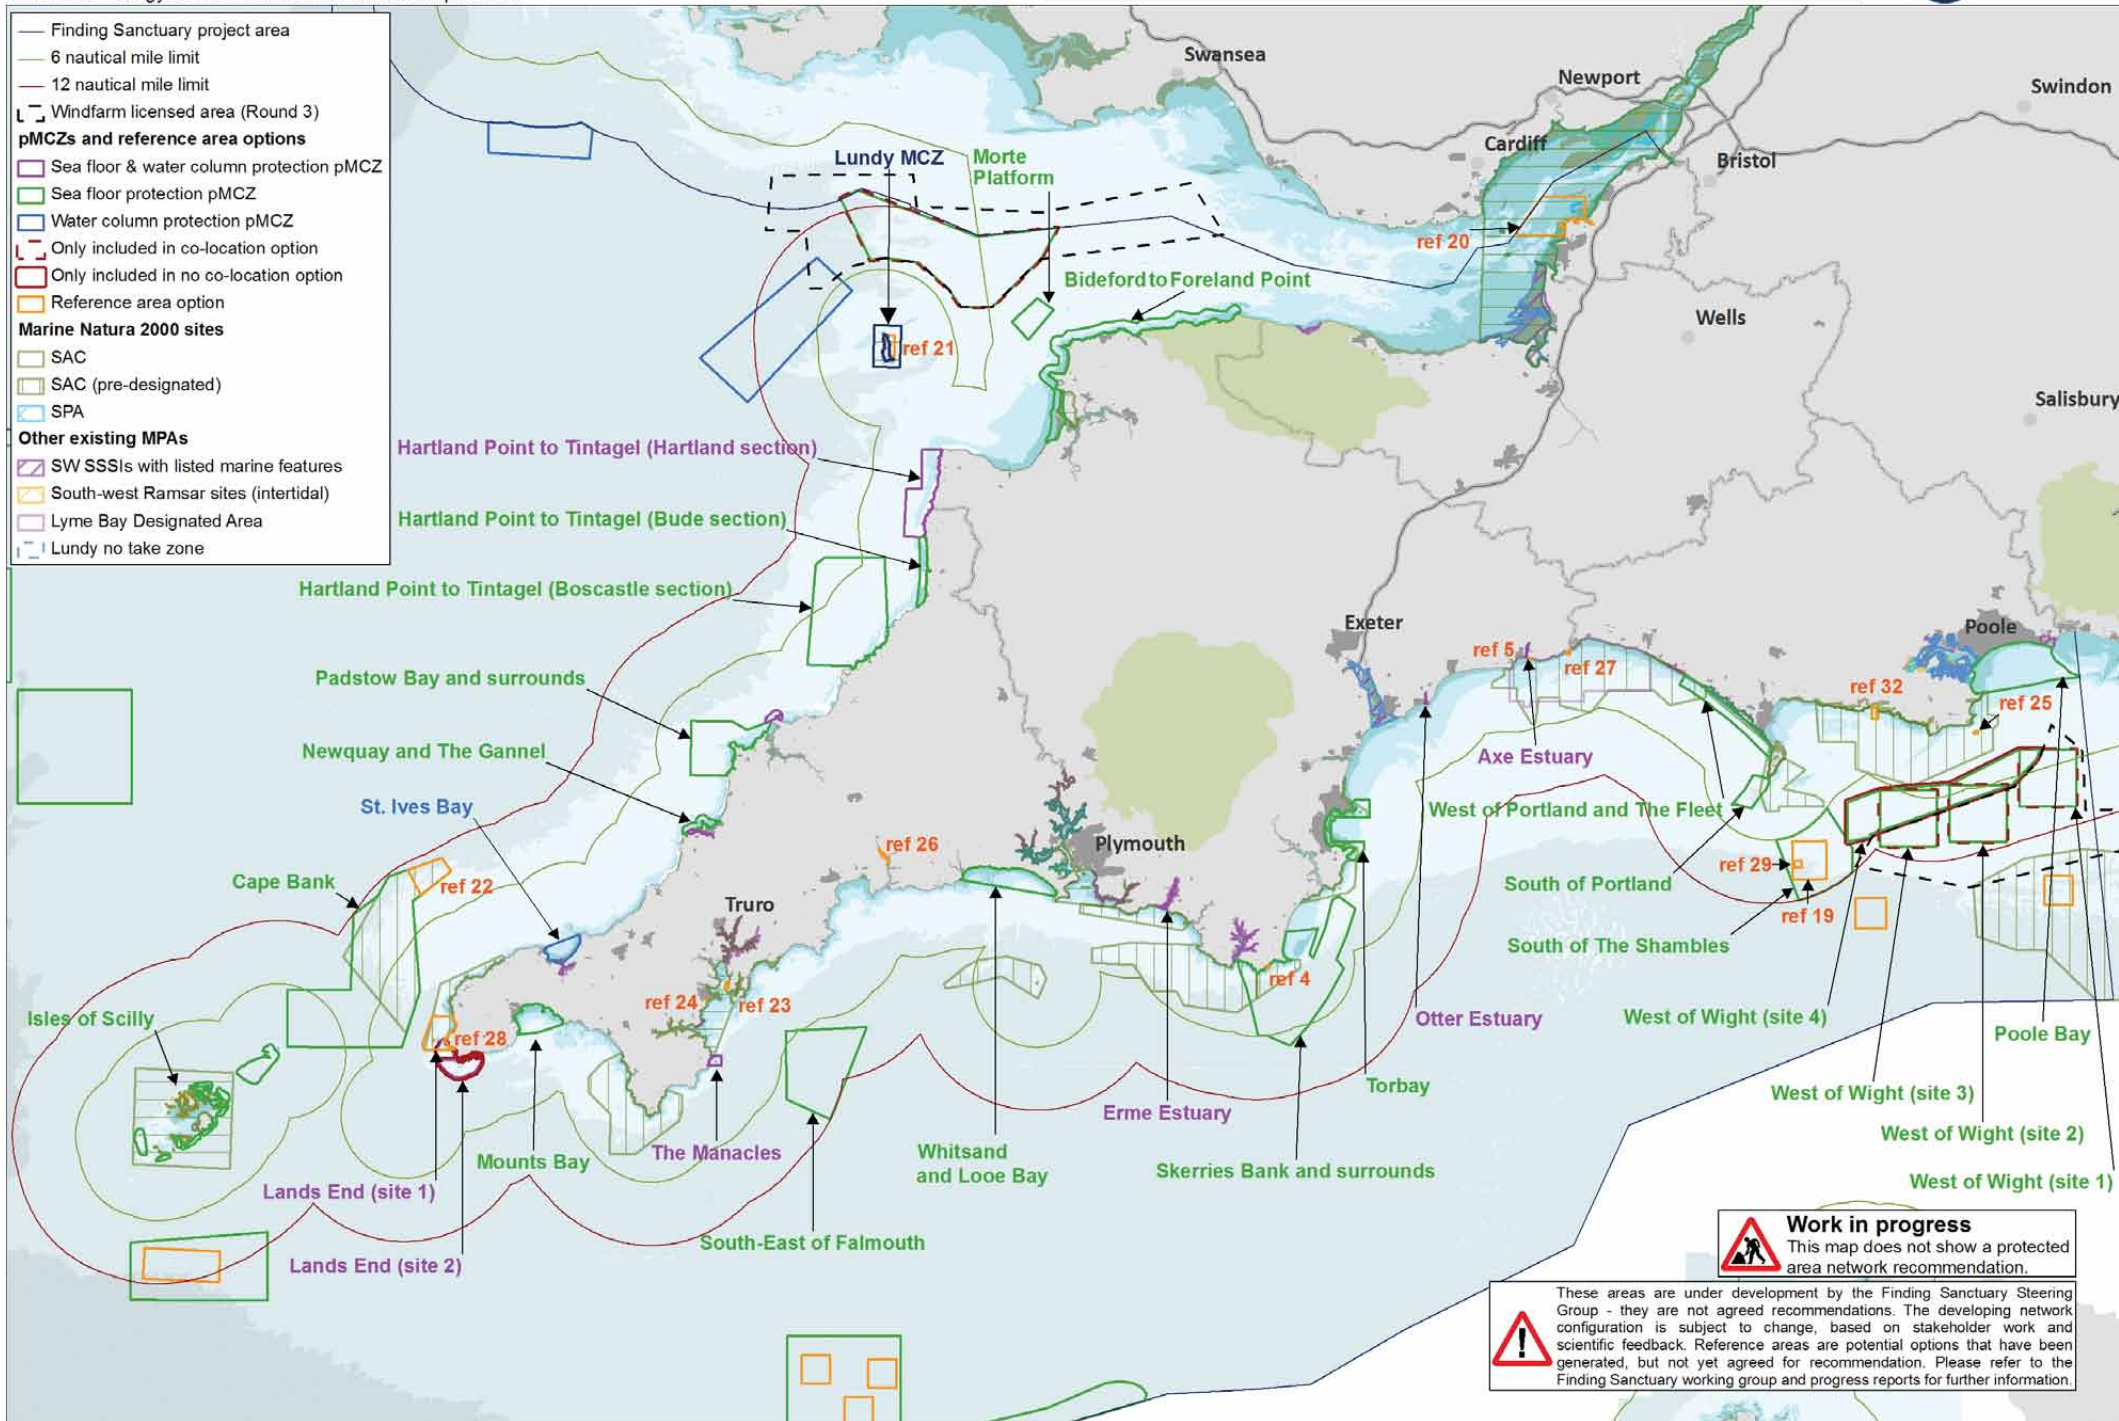 Finding Sanctuary project area
6 nautical mile limit
12 nautical mile limit
Windfarm licensed area (Round 3)
pMCZs and reference area options
Sea floor & water column protection pMCZ
Sea floor protection pMCZ
Water column protection pMCZ
Only included in co-location option
Only included in no co-location option
Reference area option
Marine Natura 2000 sites
SAC
SAC (pre-designated)
SPA
Other existing MPAs
SW SSSIs with listed marine features
South-west Ramsar sites (intertidal)
Lyme Bay Designated Area
Lundy no take zone
Swansea
Newport
Swindon
Cardiff
Bristol
Lundy MCZ
Morte
Platform
ref 20
Bideford to Foreland Point
Wells
ref 21
Salisbury
Hartland Point to Tintagel (Hartland section)
Hartland Point to Tintagel (Bude section)
Hartland Point to Tintagel (Boscastle section)
Exeter
Poole
ref 5
ref 27
Padstow Bay and surrounds
ref 32
ref 25
Newquay and The Gannel
Axe Estuary
St. Ives Bay
West of Portland and The Fleet
ref 26
Plymouth
ref 29
Cape Bank
ref 22
South of Portland
Truro
ref 19
South of The Shambles
ref 4
ref 24
ref 23
Isles of Scilly
Otter Estuary
West of Wight (site 4)
Poole Bay
ref 28
Torbay
West of Wight (site 3)
Erme Estuary
West of Wight (site 2)
Mounts Bay
The Manacles
Whitsand
and Looe Bay
Skerries Bank and surrounds
West of Wight (site 1)
Lands End (site 1)
South-East of Falmouth
Lands End (site 2)
Work in progress
This map does not show a protected
area network recommendation.
These areas are under development by the Finding Sanctuary Steering
Group - they are not agreed recommendations. The developing network
configuration is subject to change, based on stakeholder work and
scientific feedback. Reference areas are potential options that have been
generated, but not yet agreed for recommendation. Please refer to the
Finding Sanctuary working group and progress reports for further information.